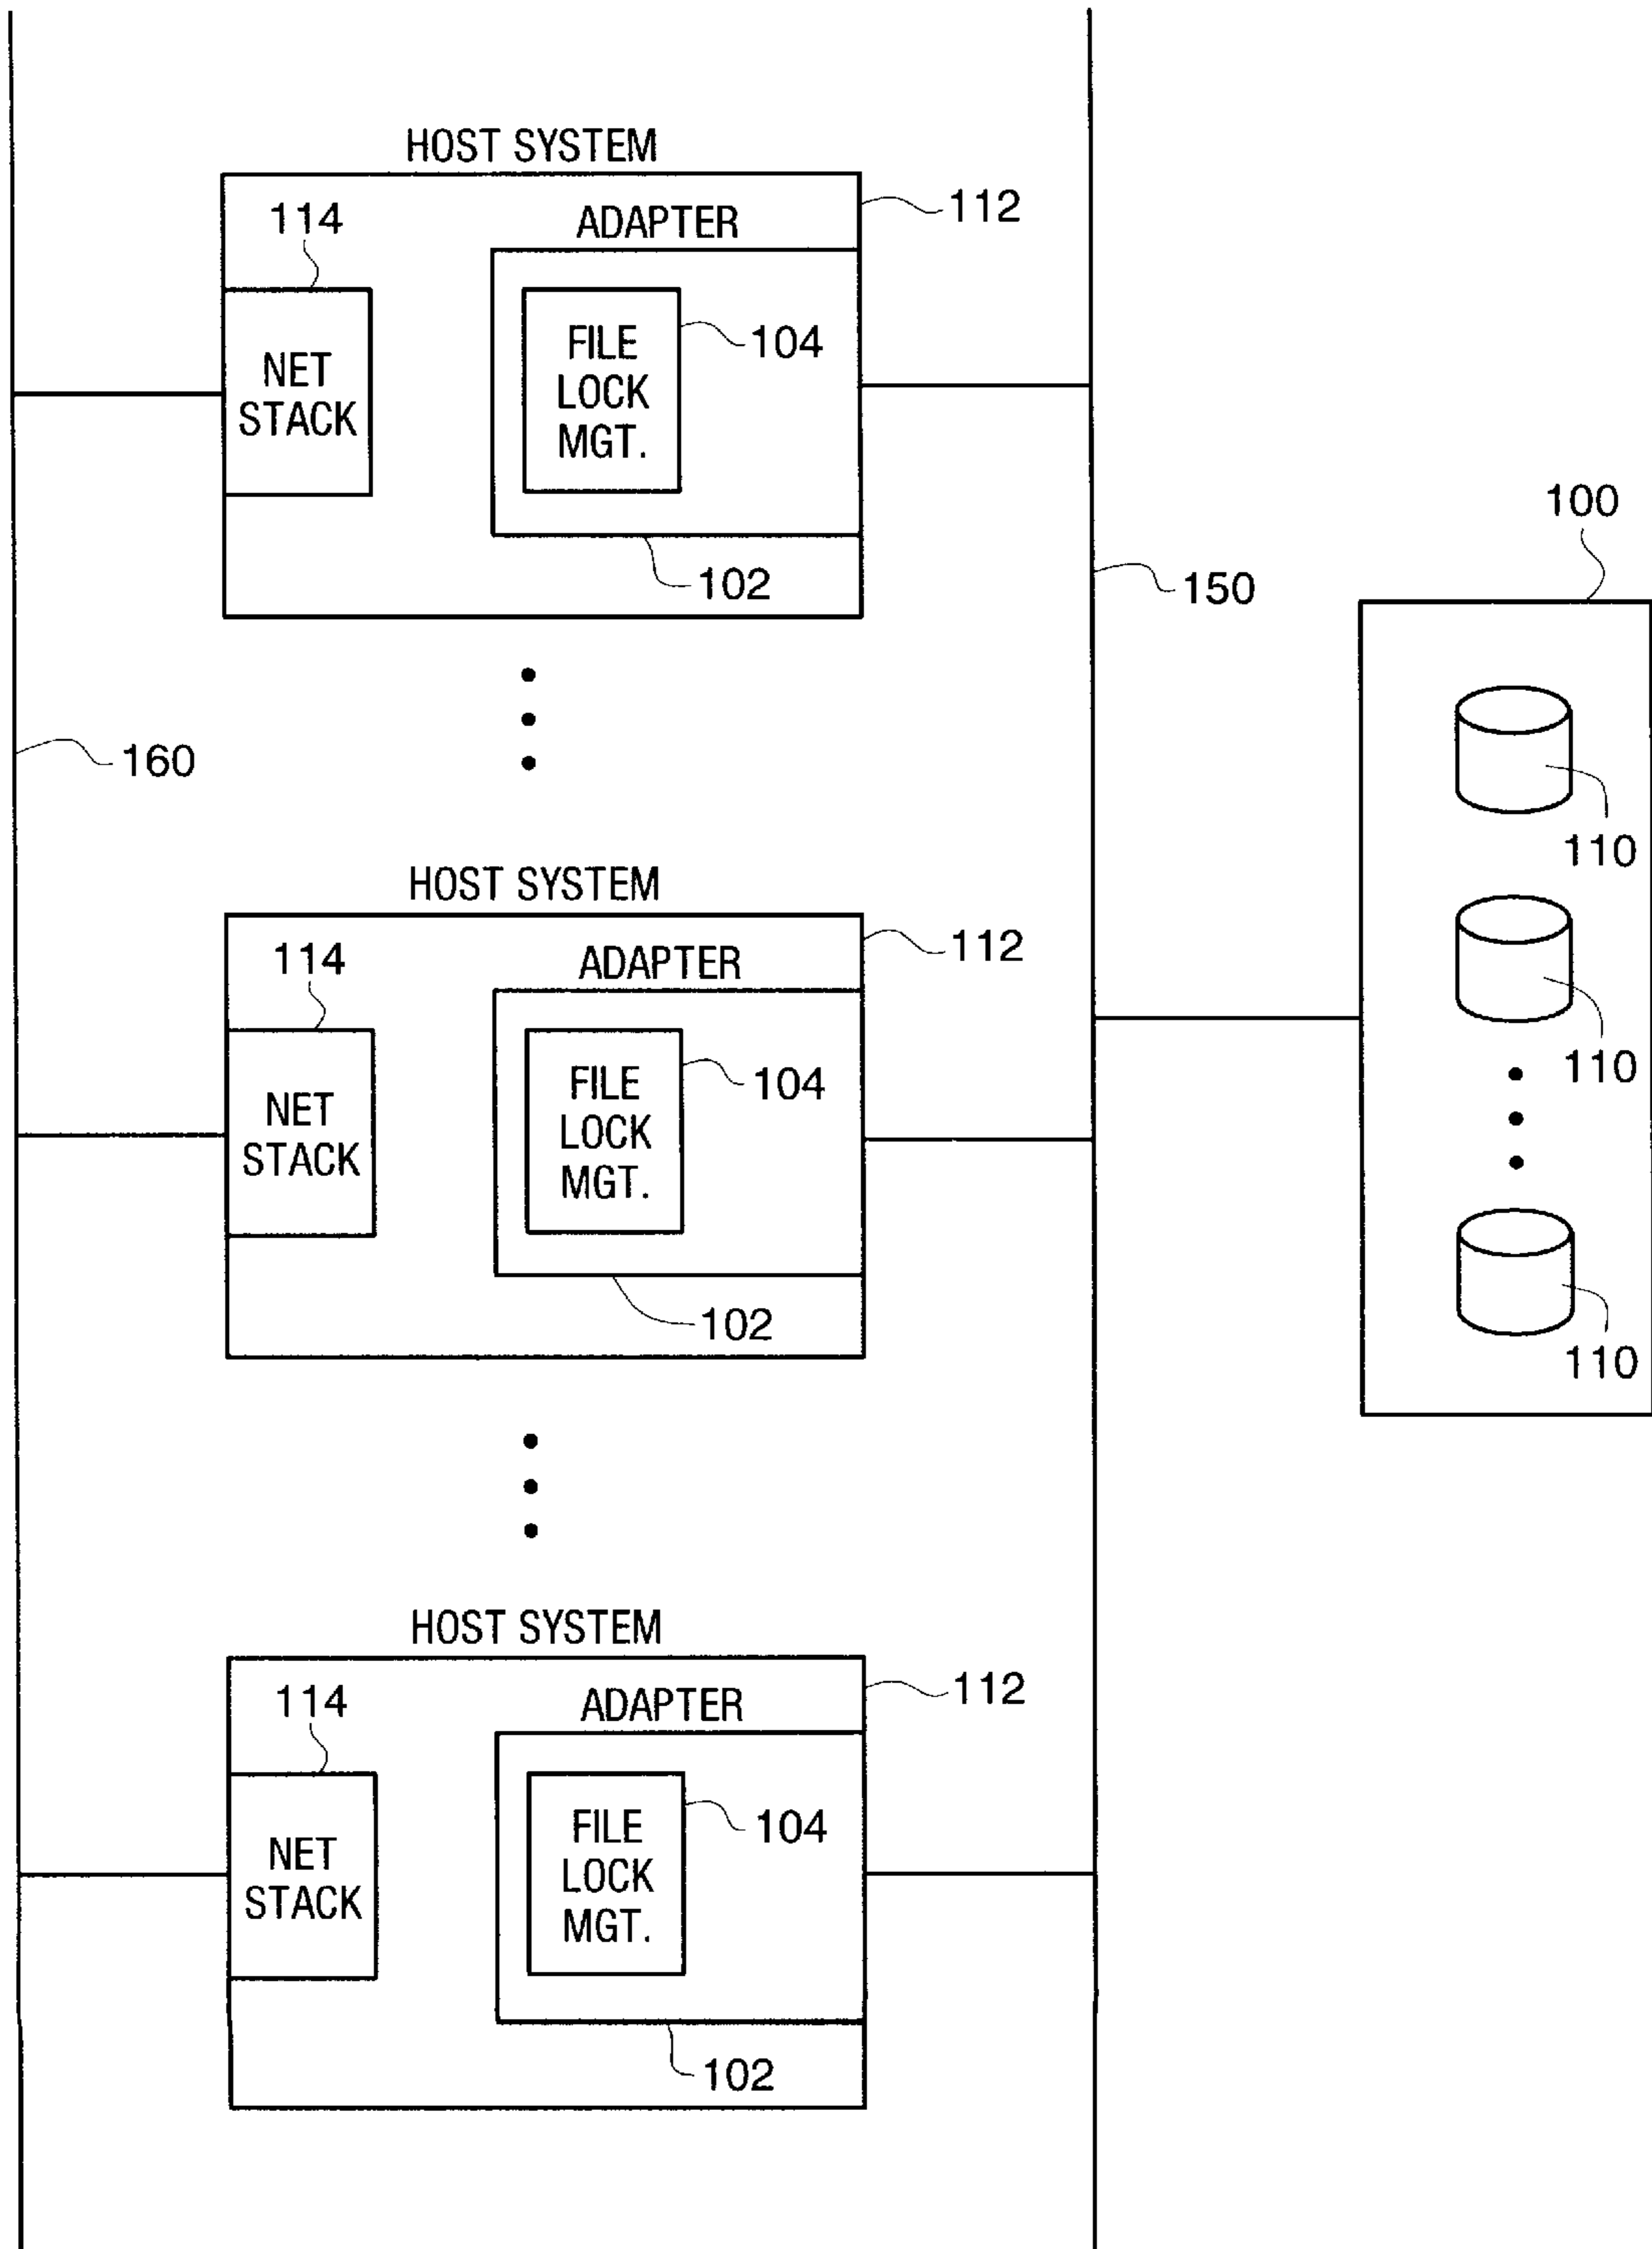 HOST SYSTEM
112
114
ADAPTER
NET
STACK
FILE
LOCK
MGT.
104
102
150
100
160
110
110
110
HOST SYSTEM
112
114
ADAPTER
NET
STACK
FILE
LOCK
MGT.
104
102
HOST SYSTEM
112
114
ADAPTER
NET
STACK
FILE
LOCK
MGT.
104
102